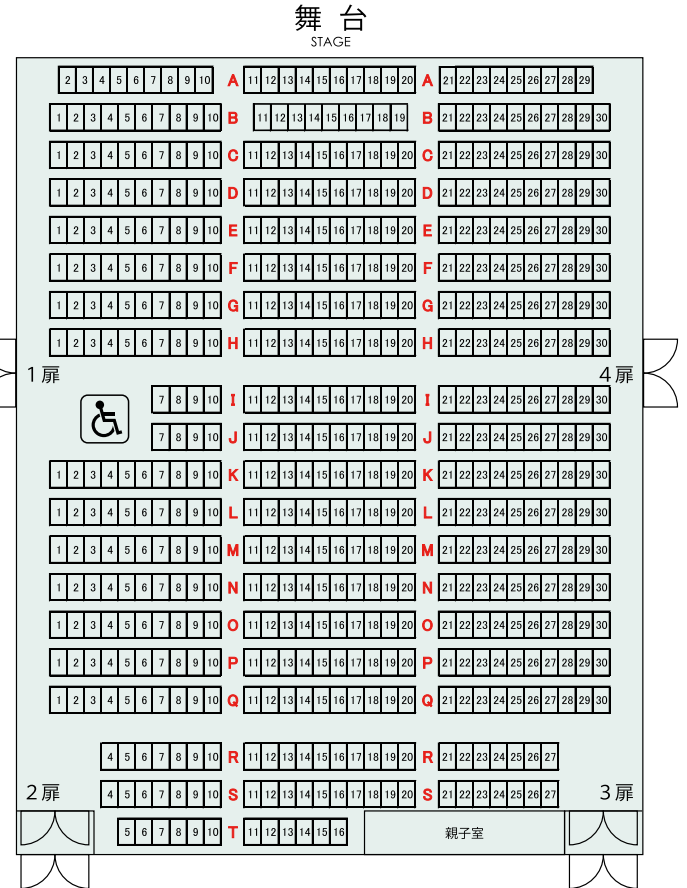 舞 台
STAGE
2 3 4 5 6 7 8 9 10 A 11 12 13 14 15 16 17 18 19 20 A 21 22 23 24 25 26 27 28 29
1 2 3 4 5 6 7 8 9 10 B 11 12 13 14 15 16 17 18 19 B 21 22 23 24 25 26 27 28 29 30
1 2 3 4 5 6 7 8 9 10 C 11 12 13 14 15 16 17 18 19 20 C 21 22 23 24 25 26 27 28 29 30
1 2 3 4 5 6 7 8 9 10 D 11 12 13 14 15 16 17 18 19 20 D 21 22 23 24 25 26 27 28 29 30
1 2 3 4 5 6 7 8 9 10 E 11 12 13 14 15 16 17 18 19 20 E 21 22 23 24 25 26 27 28 29 30
1 2 3 4 5 6 7 8 9 10 F 11 12 13 14 15 16 17 18 19 20 F 21 22 23 24 25 26 27 28 29 30
1 2 3 4 5 6 7 8 9 10 G 11 12 13 14 15 16 17 18 19 20 G 21 22 23 24 25 26 27 28 29 30
1 2 3 4 5 6 7 8 9 10 H 11 12 13 14 15 16 17 18 19 20 H 21 22 23 24 25 26 27 28 29 30
1扉 4扉
7 8 9 10 I 11 12 13 14 15 16 17 18 19 20 I 21 22 23 24 25 26 27 28 29 30
7 8 9 10 J 11 12 13 14 15 16 17 18 19 20 J 21 22 23 24 25 26 27 28 29 30
1 2 3 4 5 6 7 8 9 10 K 11 12 13 14 15 16 17 18 19 20 K 21 22 23 24 25 26 27 28 29 30
1 2 3 4 5 6 7 8 9 10 L 11 12 13 14 15 16 17 18 19 20 L 21 22 23 24 25 26 27 28 29 30
1 2 3 4 5 6 7 8 9 10 M 11 12 13 14 15 16 17 18 19 20 M 21 22 23 24 25 26 27 28 29 30
1 2 3 4 5 6 7 8 9 10 N 11 12 13 14 15 16 17 18 19 20 N 21 22 23 24 25 26 27 28 29 30
1 2 3 4 5 6 7 8 9 10 O 11 12 13 14 15 16 17 18 19 20 O 21 22 23 24 25 26 27 28 29 30
1 2 3 4 5 6 7 8 9 10 P 11 12 13 14 15 16 17 18 19 20 P 21 22 23 24 25 26 27 28 29 30
1 2 3 4 5 6 7 8 9 10 Q 11 12 13 14 15 16 17 18 19 20 Q 21 22 23 24 25 26 27 28 29 30
4 5 6 7 8 9 10 R 11 12 13 14 15 16 17 18 19 20 R 21 22 23 24 25 26 27
2扉 4 5 6 7 8 9 10 S 11 12 13 14 15 16 17 18 19 20 S 21 22 23 24 25 26 27 3扉
5 6 7 8 9 10 T 11 12 13 14 15 16 親子室